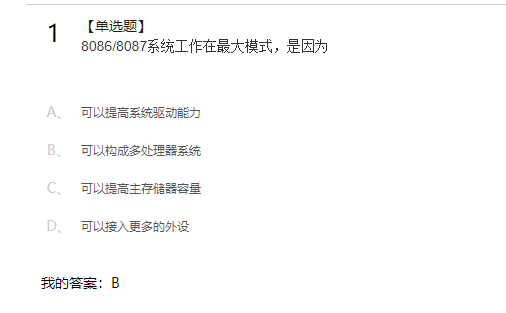 1
【单选题】
8086/8087系统工作在最大模式，是因为
A、 可以提高系统驱动能力
B、 可以构成多处理器系统
C、 可以提高主存储器容量
D、 可以接入更多的外设
我的答案：B